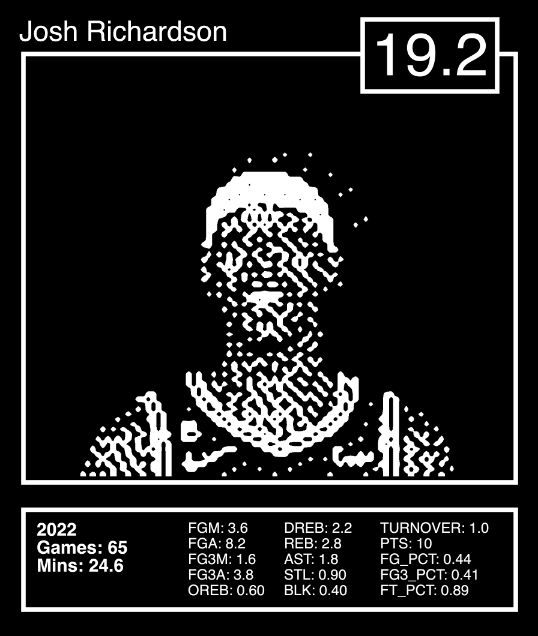 Josh Richardson
19.2
2022
Games: 65
Mins: 24.6
FGM: 3.6
FGA: 8.2
FG3M: 1.6
FG3A: 3.8
OREB: 0.60
DREB: 2.2
REB: 2.8
AST: 1.8
STL: 0.90
BLK: 0.40
TURNOVER: 1.0
PTS: 10
FG_PCT: 0.44
FG3_PCT: 0.41
FT_PCT: 0.89